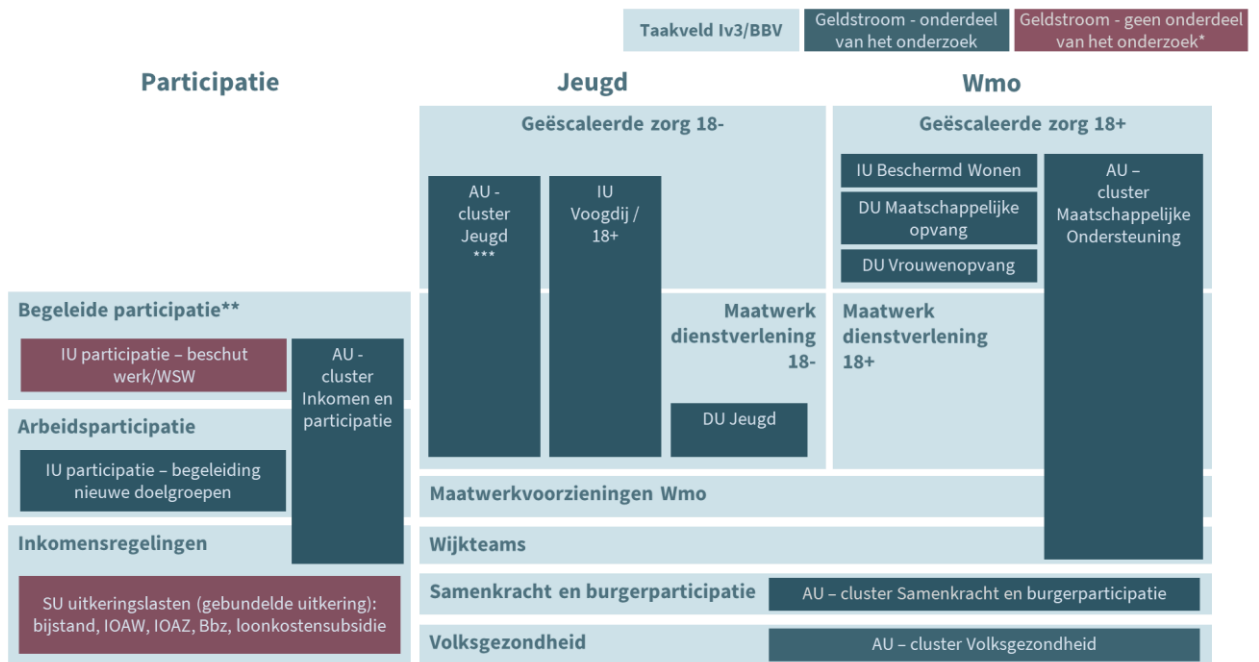 Taakveld Iv3/BBV
Geldstroom - onderdeel
van het onderzoek
Geldstroom - geen onderdeel
van het onderzoek*
Participatie
Jeugd
Wmo
Geëscaleerde zorg 18-
Geëscaleerde zorg 18+
AU -
cluster
Jeugd
***
IU
Voogdij /
18+
IU Beschermd Wonen
DU Maatschappelijke
opvang
DU Vrouwenopvang
AU –
cluster
Maatschappelijke
Ondersteuning
Begeleide participatie**
IU participatie – beschut
werk/WSW
AU -
cluster
Inkomen en
participatie
Maatwerk
dienstverlening
18-
Maatwerk
dienstverlening
18+
DU Jeugd
Arbeidsparticipatie
IU participatie – begeleiding
nieuwe doelgroepen
Maatwerkvoorzieningen Wmo
Inkomensregelingen
Wijkteams
SU uitkeringslasten (gebundelde uitkering):
bijstand, IOAW, IOAZ, Bbz, loonkostensubsidie
Samenkracht en burgerparticipatie
AU – cluster Samenkracht en burgerparticipatie
Volksgezondheid
AU – cluster Volksgezondheid